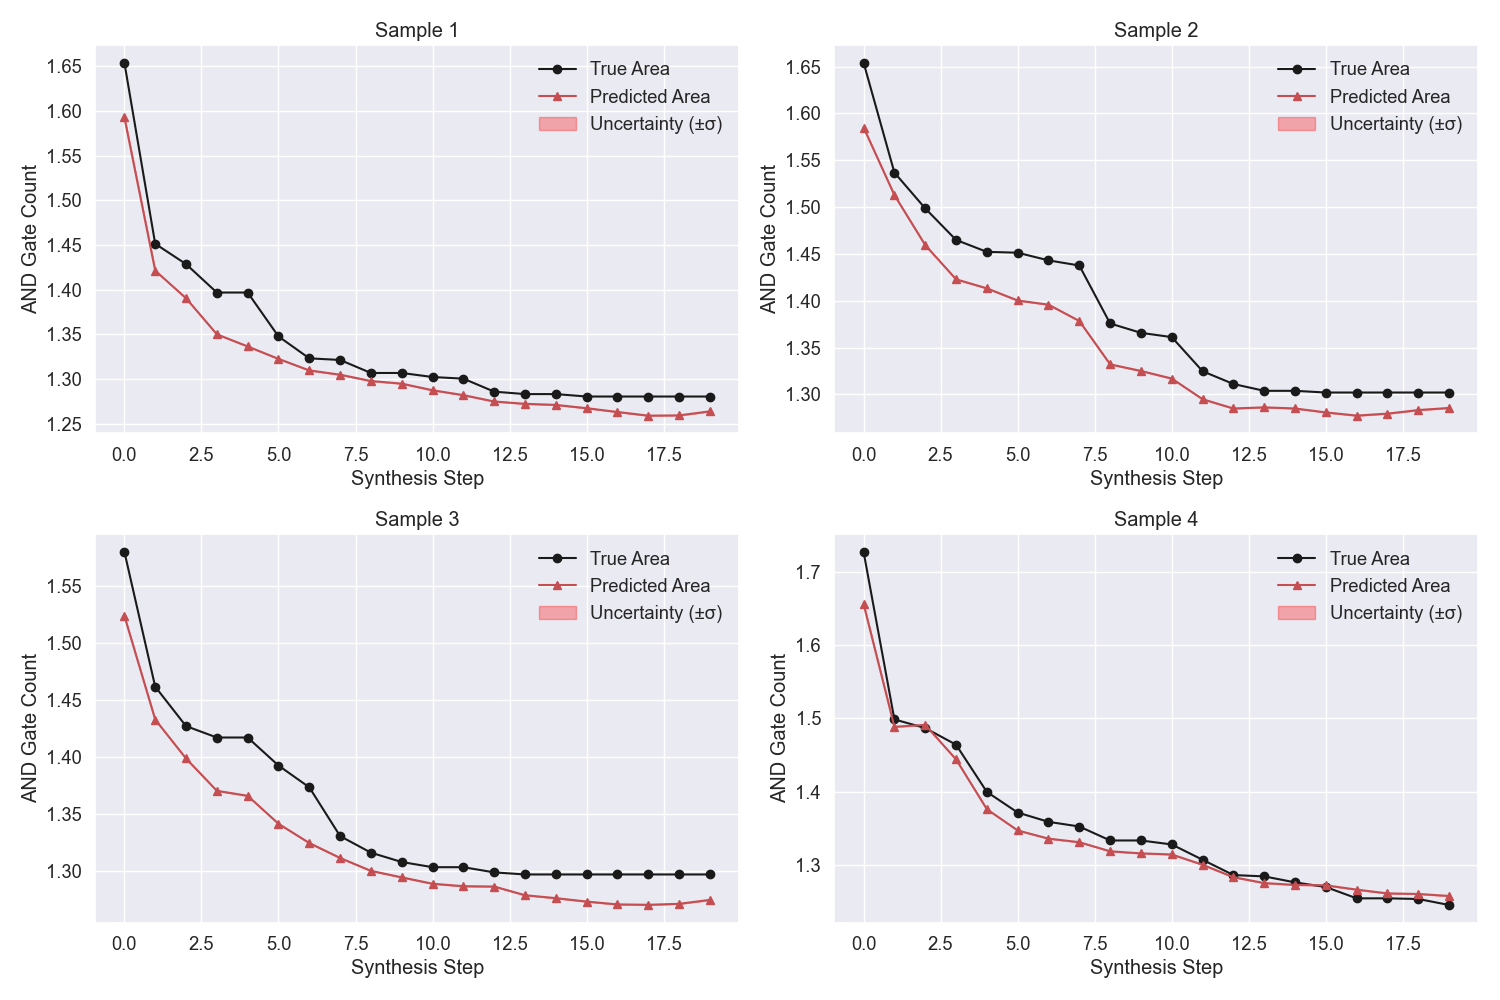 Sample 1
AND Gate Count
1.65
1.60
1.55
1.50
1.45
1.40
1.35
1.30
1.25
True Area
Predicted Area
Uncertainty (±σ)
0.0 2.5 5.0 7.5 10.0 12.5 15.0 17.5
Synthesis Step
Sample 2
AND Gate Count
1.65
1.60
1.55
1.50
1.45
1.40
1.35
1.30
True Area
Predicted Area
Uncertainty (±σ)
0.0 2.5 5.0 7.5 10.0 12.5 15.0 17.5
Synthesis Step
Sample 3
AND Gate Count
1.55
1.50
1.45
1.40
1.35
1.30
True Area
Predicted Area
Uncertainty (±σ)
0.0 2.5 5.0 7.5 10.0 12.5 15.0 17.5
Synthesis Step
Sample 4
AND Gate Count
1.7
1.6
1.5
1.4
1.3
True Area
Predicted Area
Uncertainty (±σ)
0.0 2.5 5.0 7.5 10.0 12.5 15.0 17.5
Synthesis Step